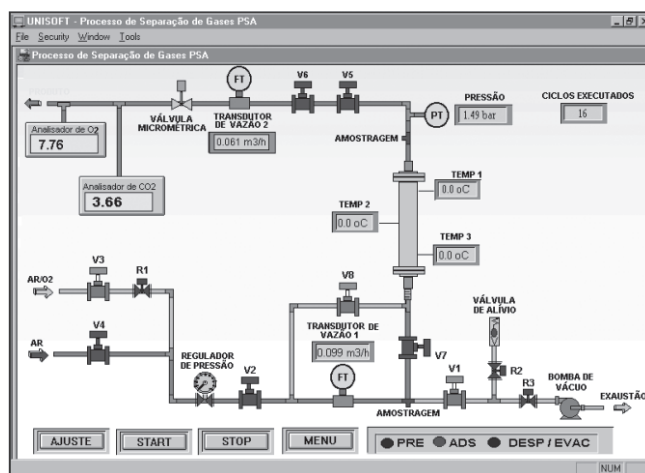 UNISOFT - Processo de Separação de Gases PSA
File Security Window Tools
Processo de Separação de Gases PSA
FT
V6
V5
PRESSÃO
1.49 bar
CICLOS EXECUTADOS
16
PT
VÁLVULA
MICROMÉTRICA
TRANSDUTOR
DE VAZÃO 2
0.061 m3/h
AMOSTRAGEM
Analisador de O2
7.76
Analisador de CO2
3.66
TEMP 1
0.0 oC
TEMP 2
0.0 oC
TEMP 3
0.0 oC
AR/O2
V3
R1
V8
VÁLVULA
DE ALÍVIO
AR
V4
TRANSDUTOR DE
VAZÃO 1
0.099 m3/h
REGULADOR
DE PRESSÃO
V2
FT
V7
V1
R2
R3
BOMBA DE
VÁCUO
EXAUSTÃO
AMOSTRAGEM
AJUSTE
START
STOP
MENU
PRE ADS DESP / EVAC
NUM